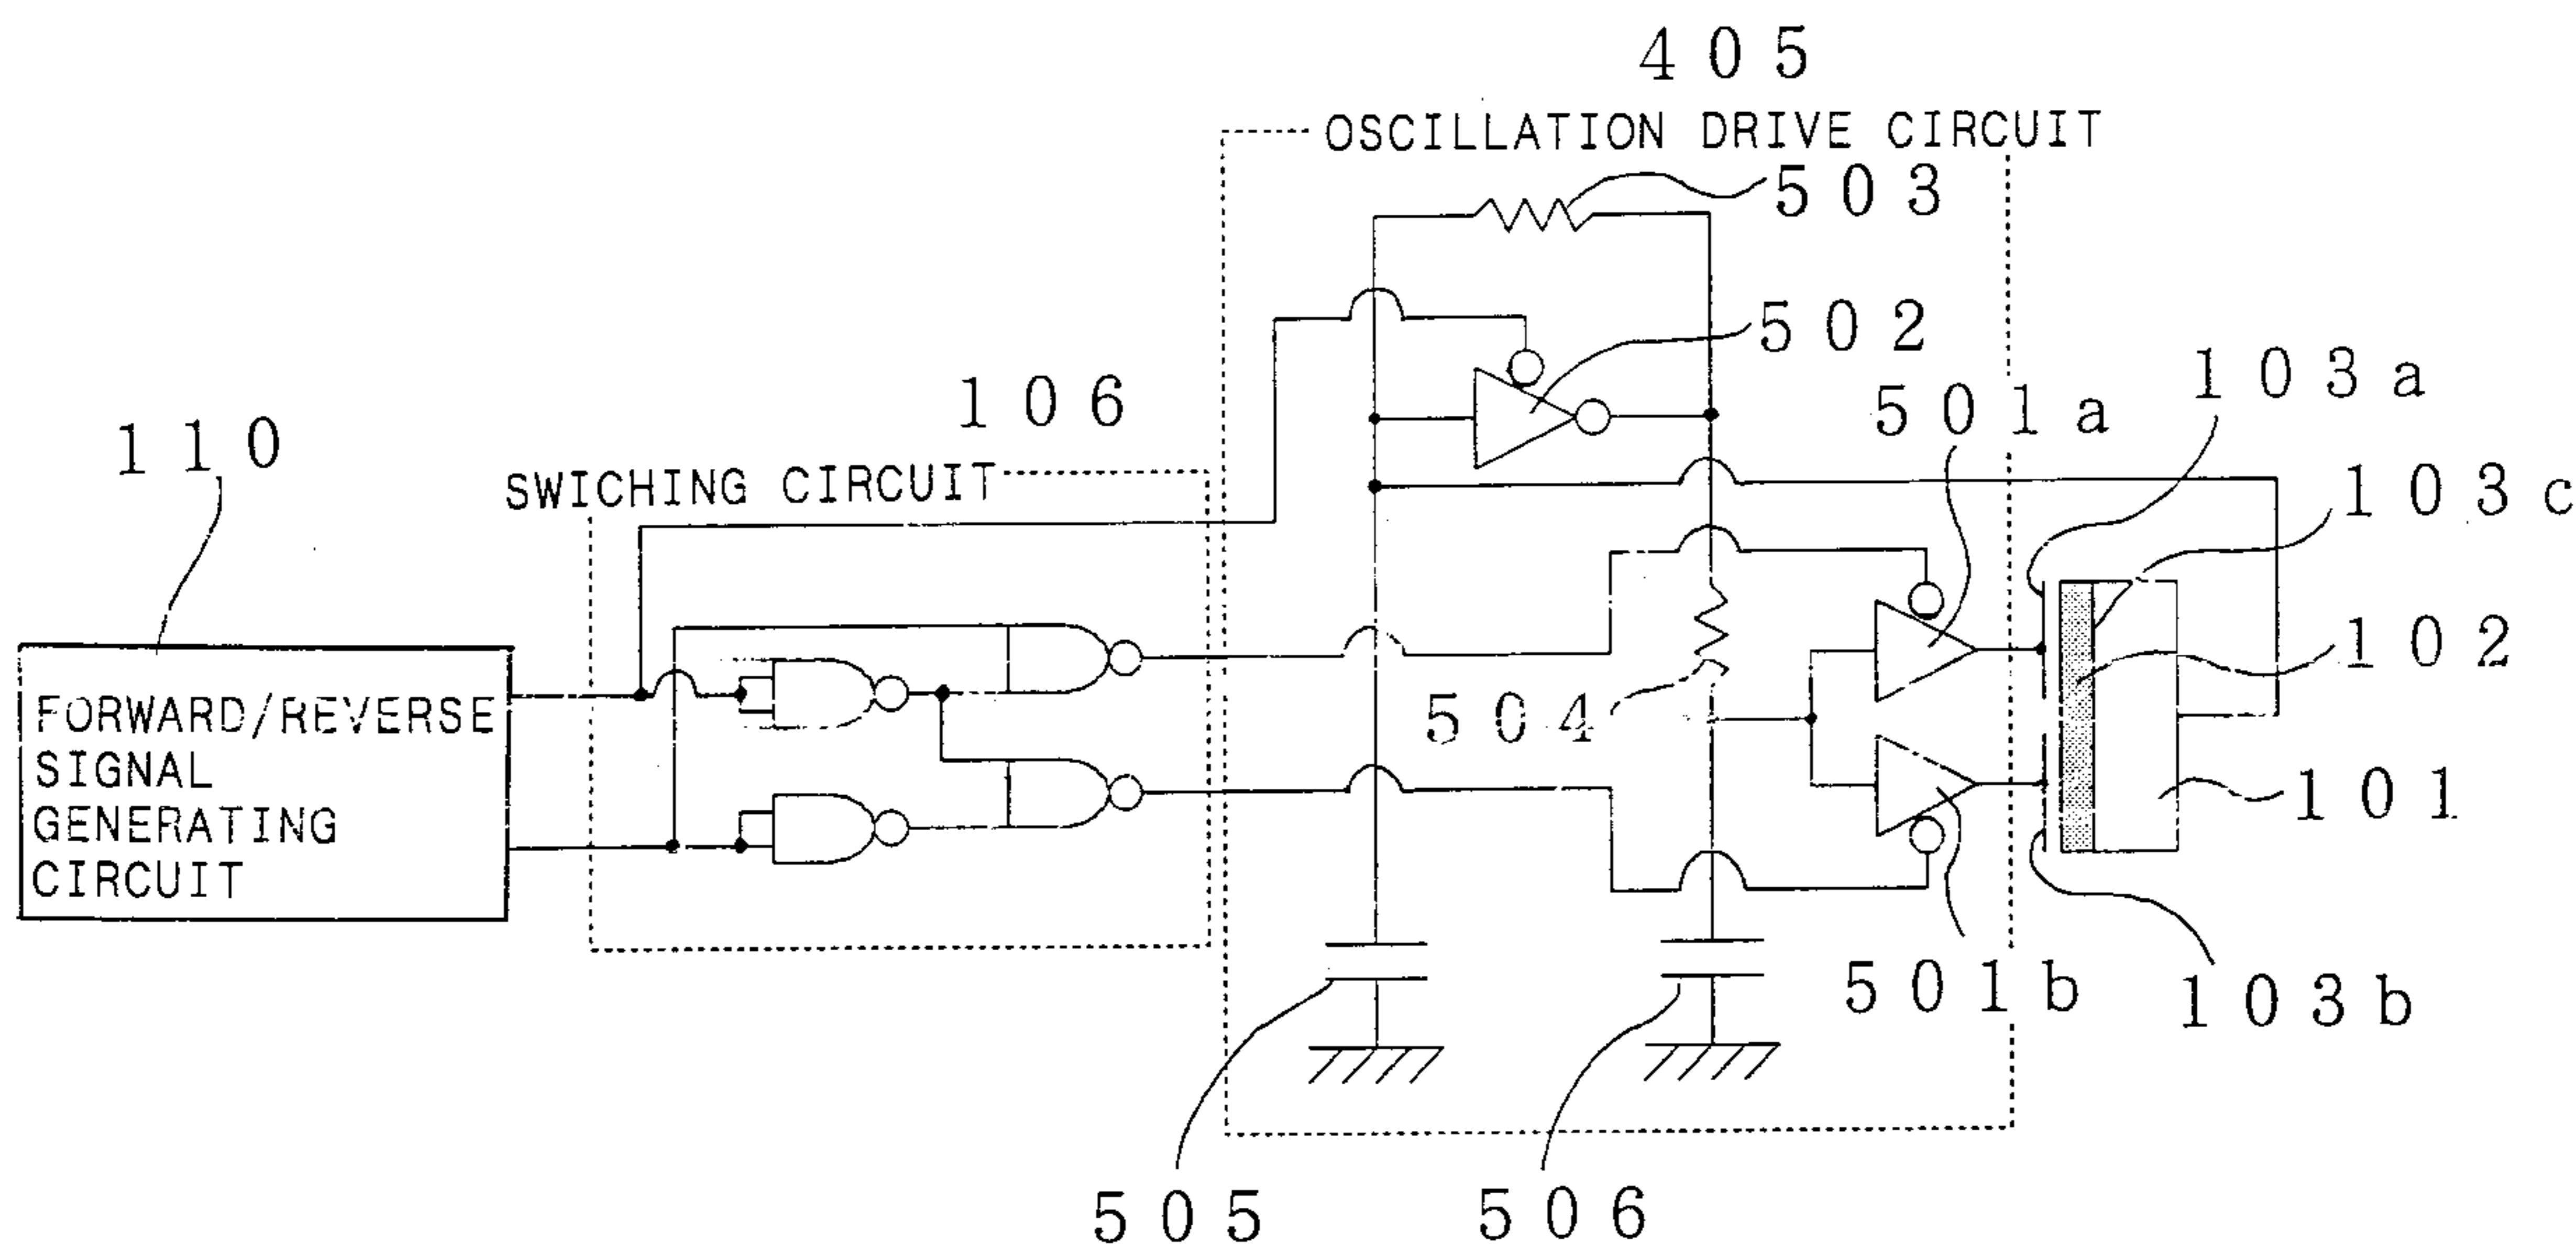 405
OSCILLATION DRIVE CIRCUIT
503
502
103a
106
501a
110
SWICHING CIRCUIT
103c
102
FORWARD/REVERSE
SIGNAL
GENERATING
CIRCUIT
504
101
501b
103b
505
506